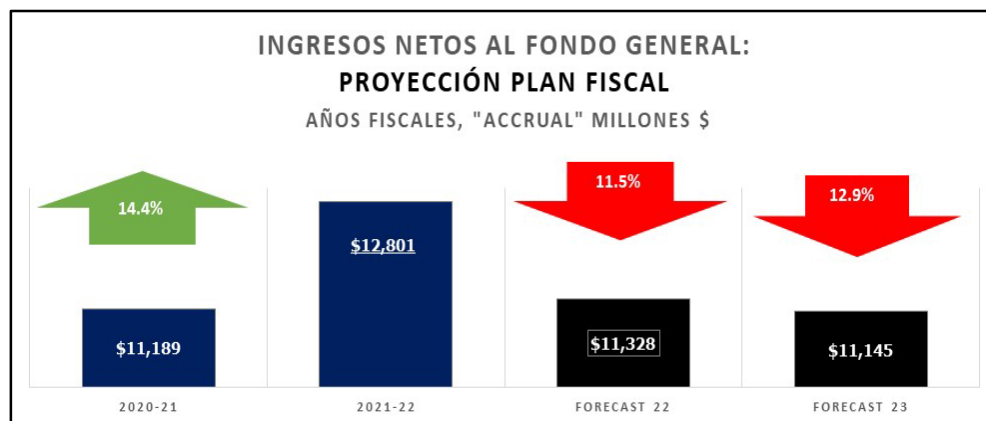 INGRESOS NETOS AL FONDO GENERAL:
PROYECCIÓN PLAN FISCAL
AÑOS FISCALES, "ACCRUAL" MILLONES $
14.4%
11.5%
12.9%
$12,801
$11,189
$11,328
$11,145
2020-21
2021-22
FORECAST 22
FORECAST 23